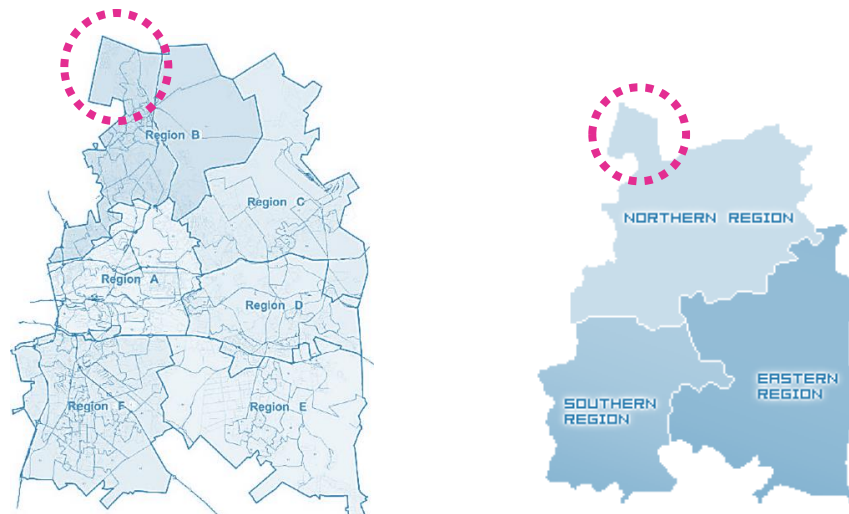 Region B
Region C
Region A
Region D
Region F
Region E
NORTHERN REGION
EASTERN
REGION
SOUTHERN
REGION